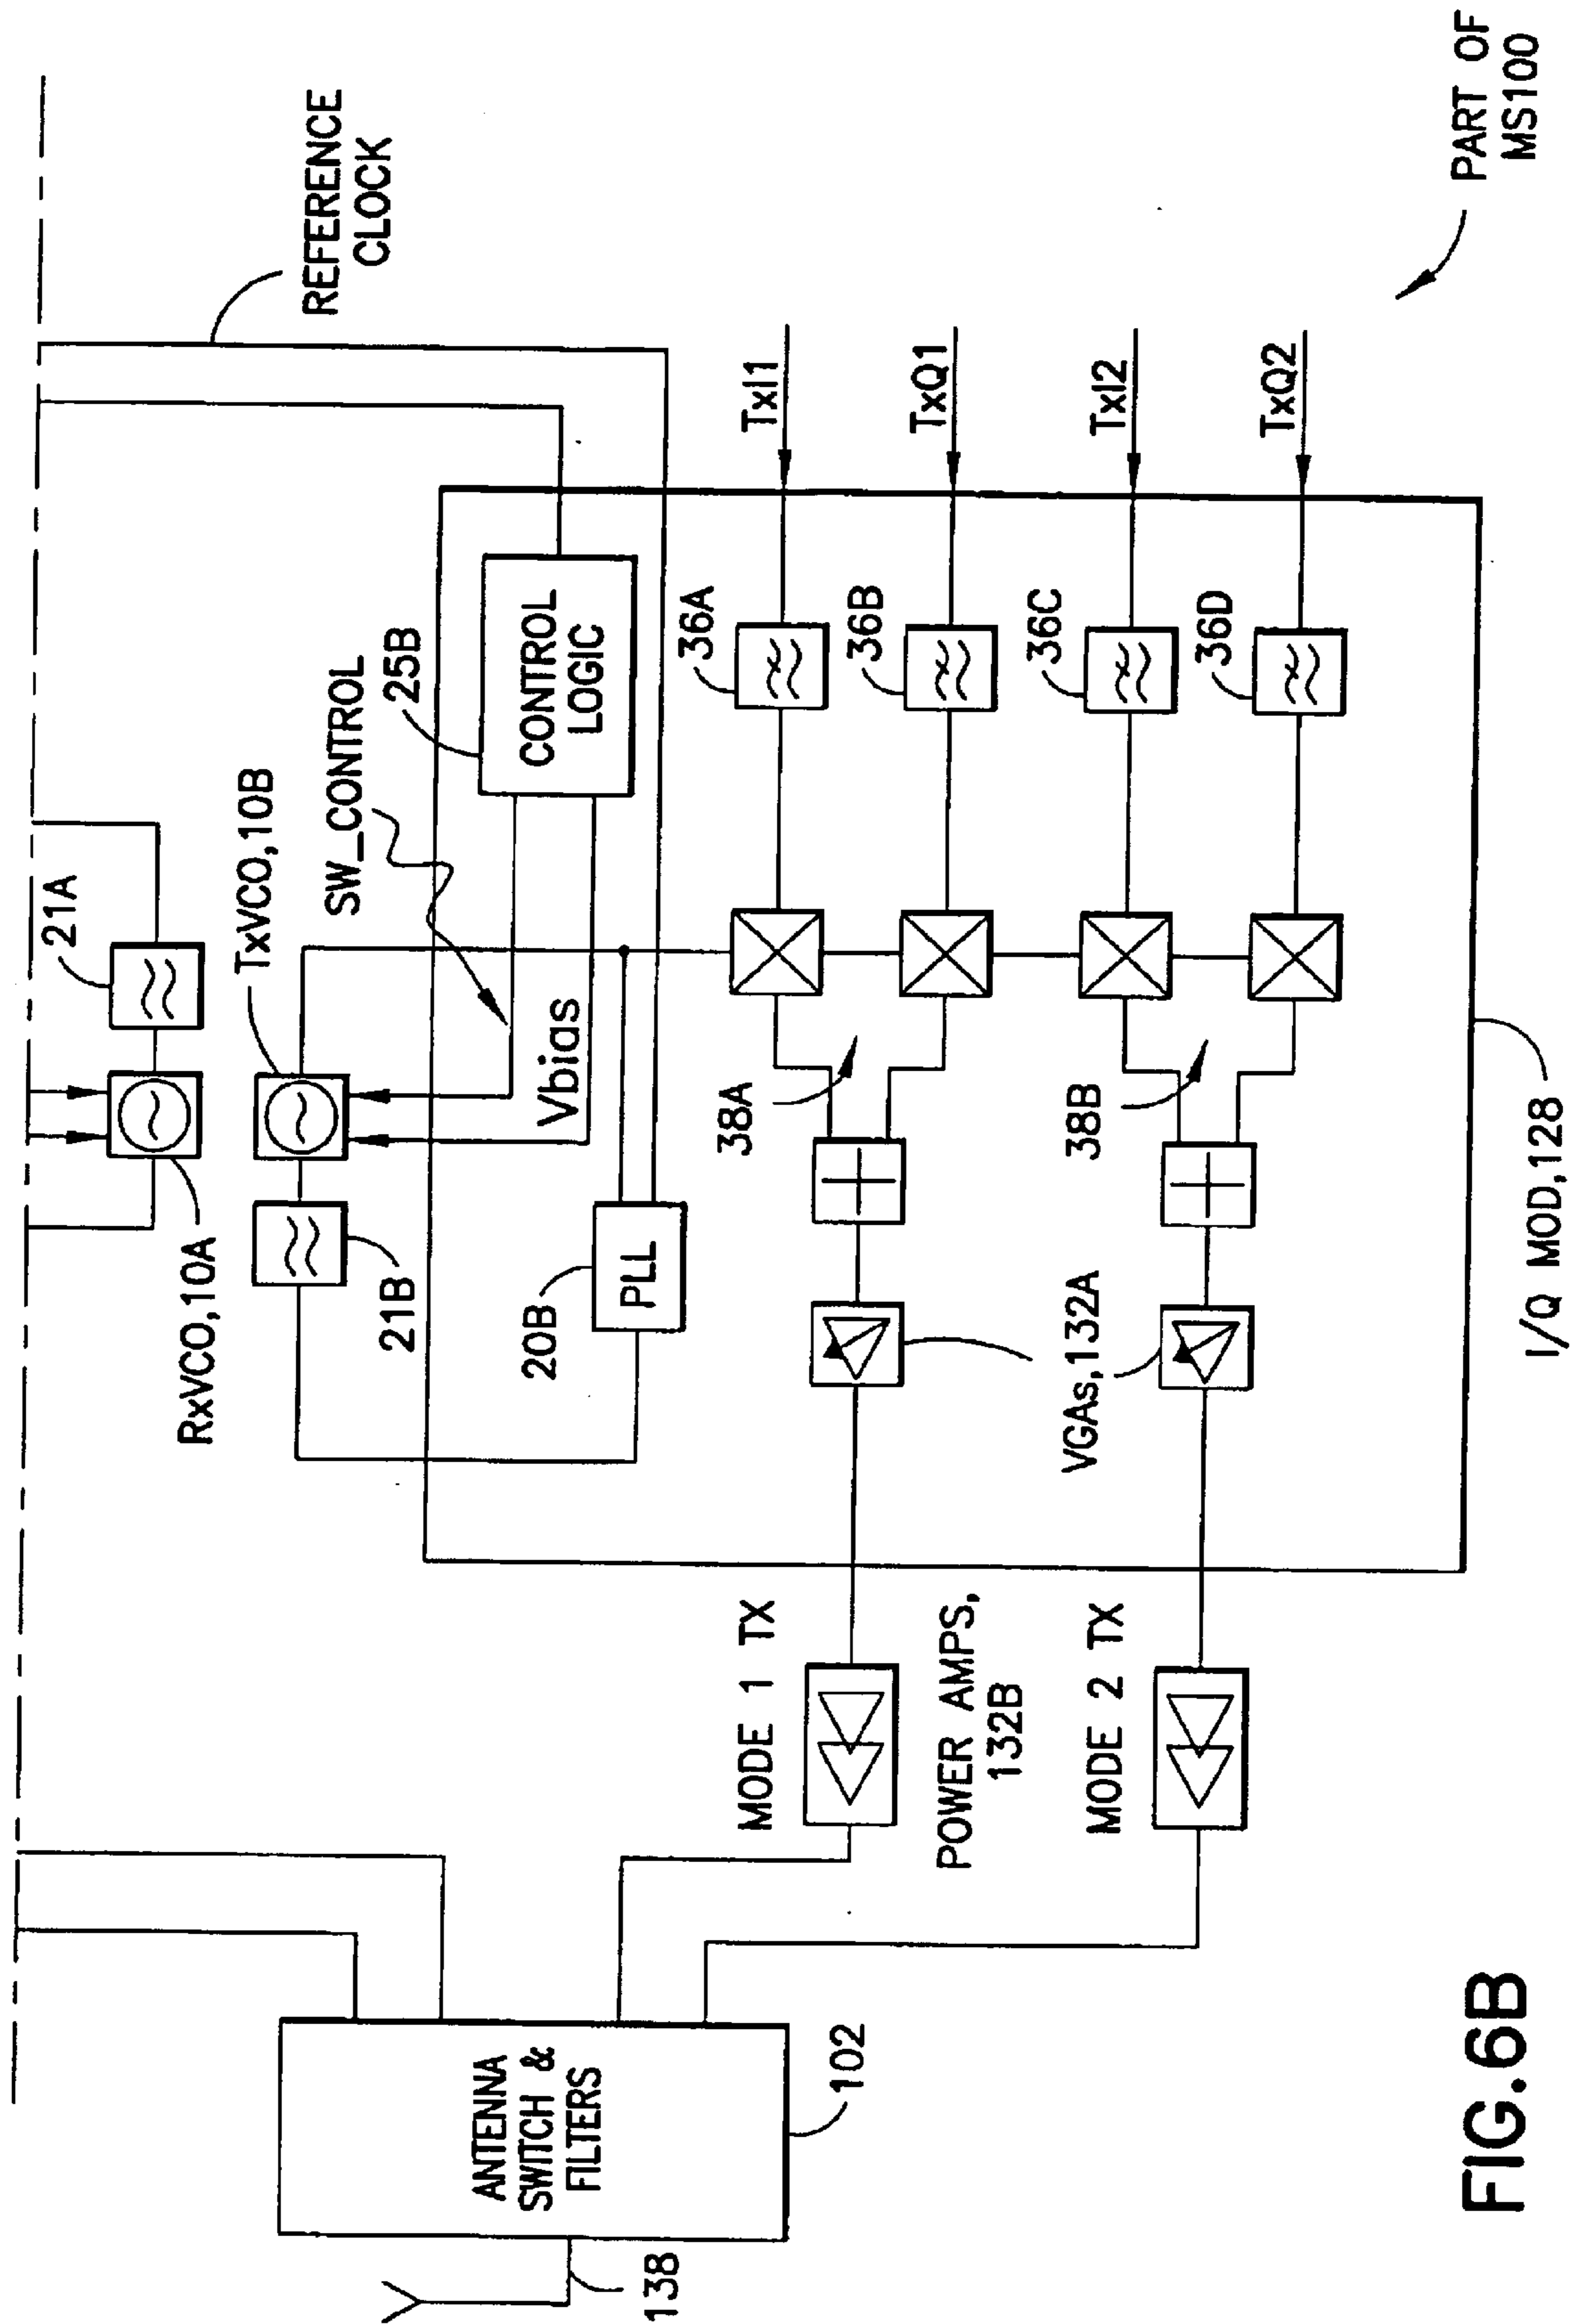 REFERENCE
CLOCK
21A
RxVCO,10A
TxVCO,10B
21B
SW_CONTROL
25B
CONTROL
LOGIC
Vbias
20B
PLL
ANTENNA
SWITCH &
FILTERS
102
138
MODE 1 TX
POWER AMPS,
132B
MODE 2 TX
VGAs,132A
38A
38B
36A
36B
36C
36D
TxI1
TxQ1
TxI2
TxQ2
I/Q MOD,128
PART OF
MS100
FIG.6B